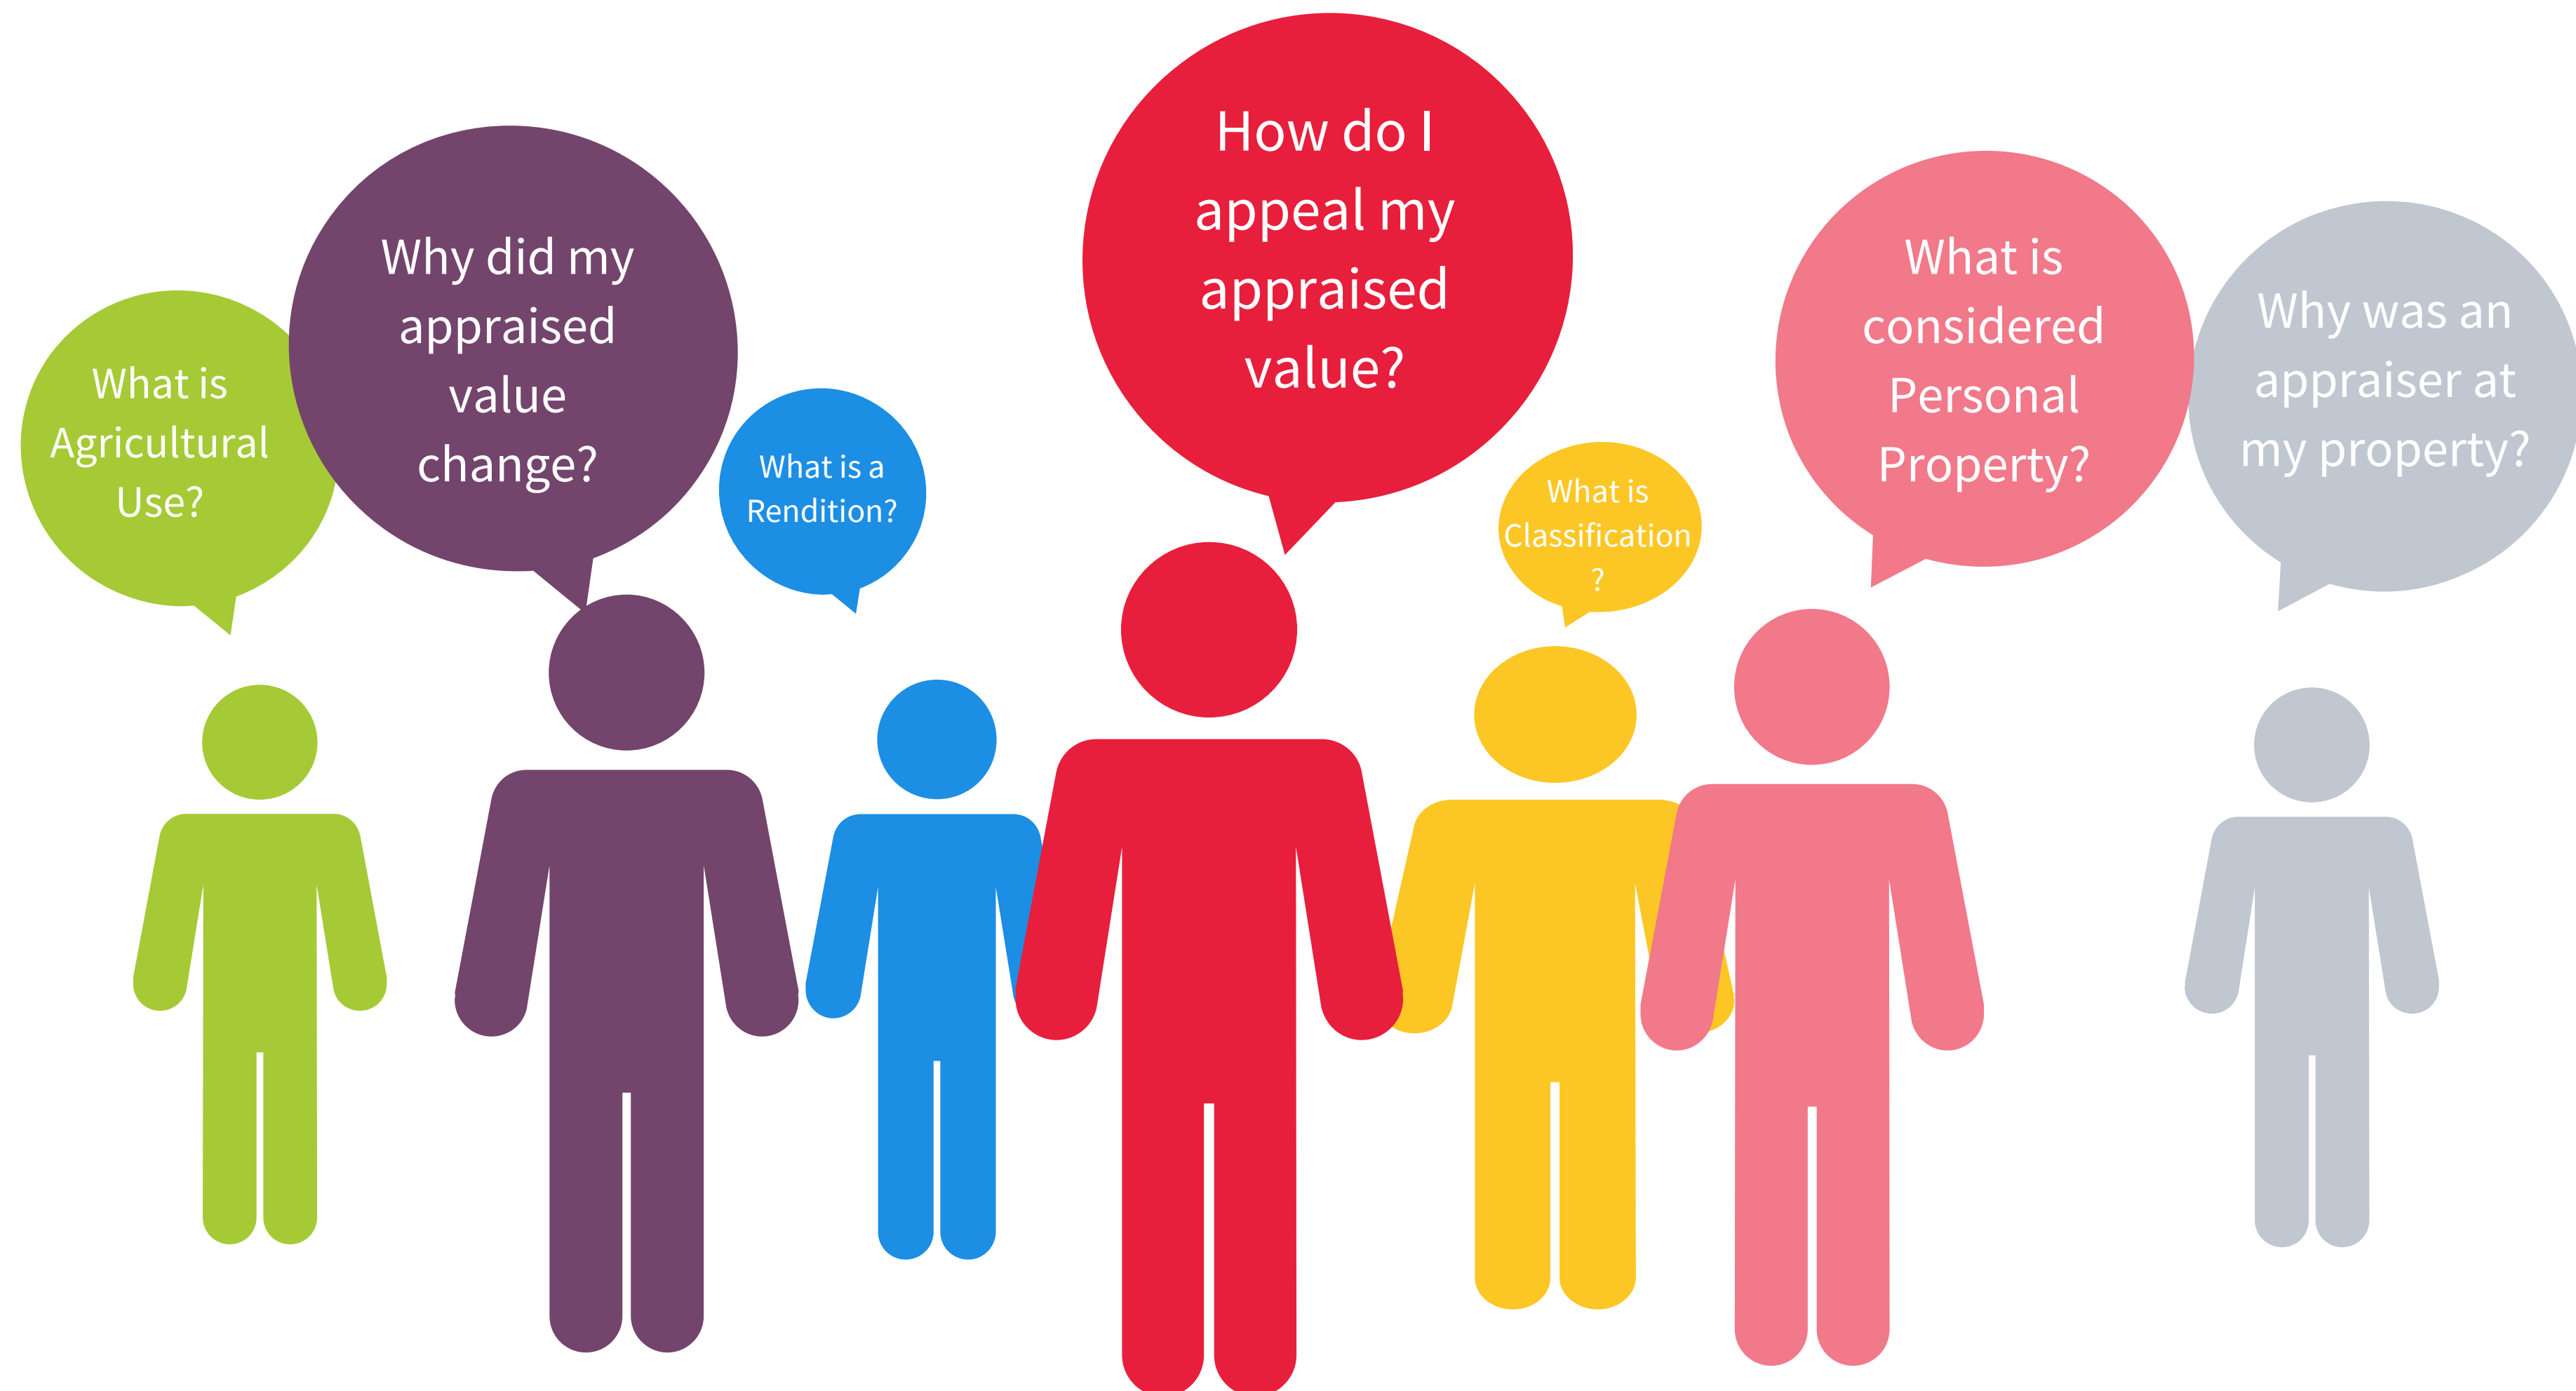 What is
Agricultural
Use?
Why did my
appraised
value
change?
What is a
Rendition?
How do I
appeal my
appraised
value?
What is
Classification
?
What is
considered
Personal
Property?
Why was an
appraiser at
my property?